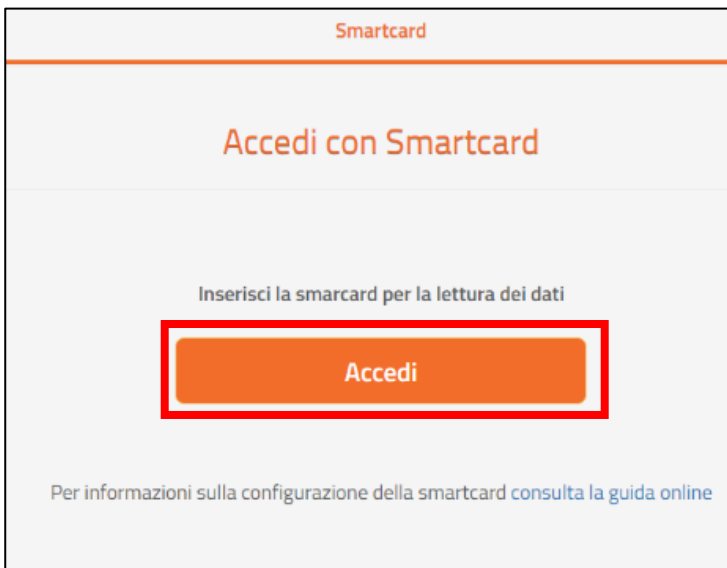 Smartcard
Accedi con Smartcard
Inserisci la smarcard per la lettura dei dati
Accedi
Per informazioni sulla configurazione della smartcard consulta la guida online